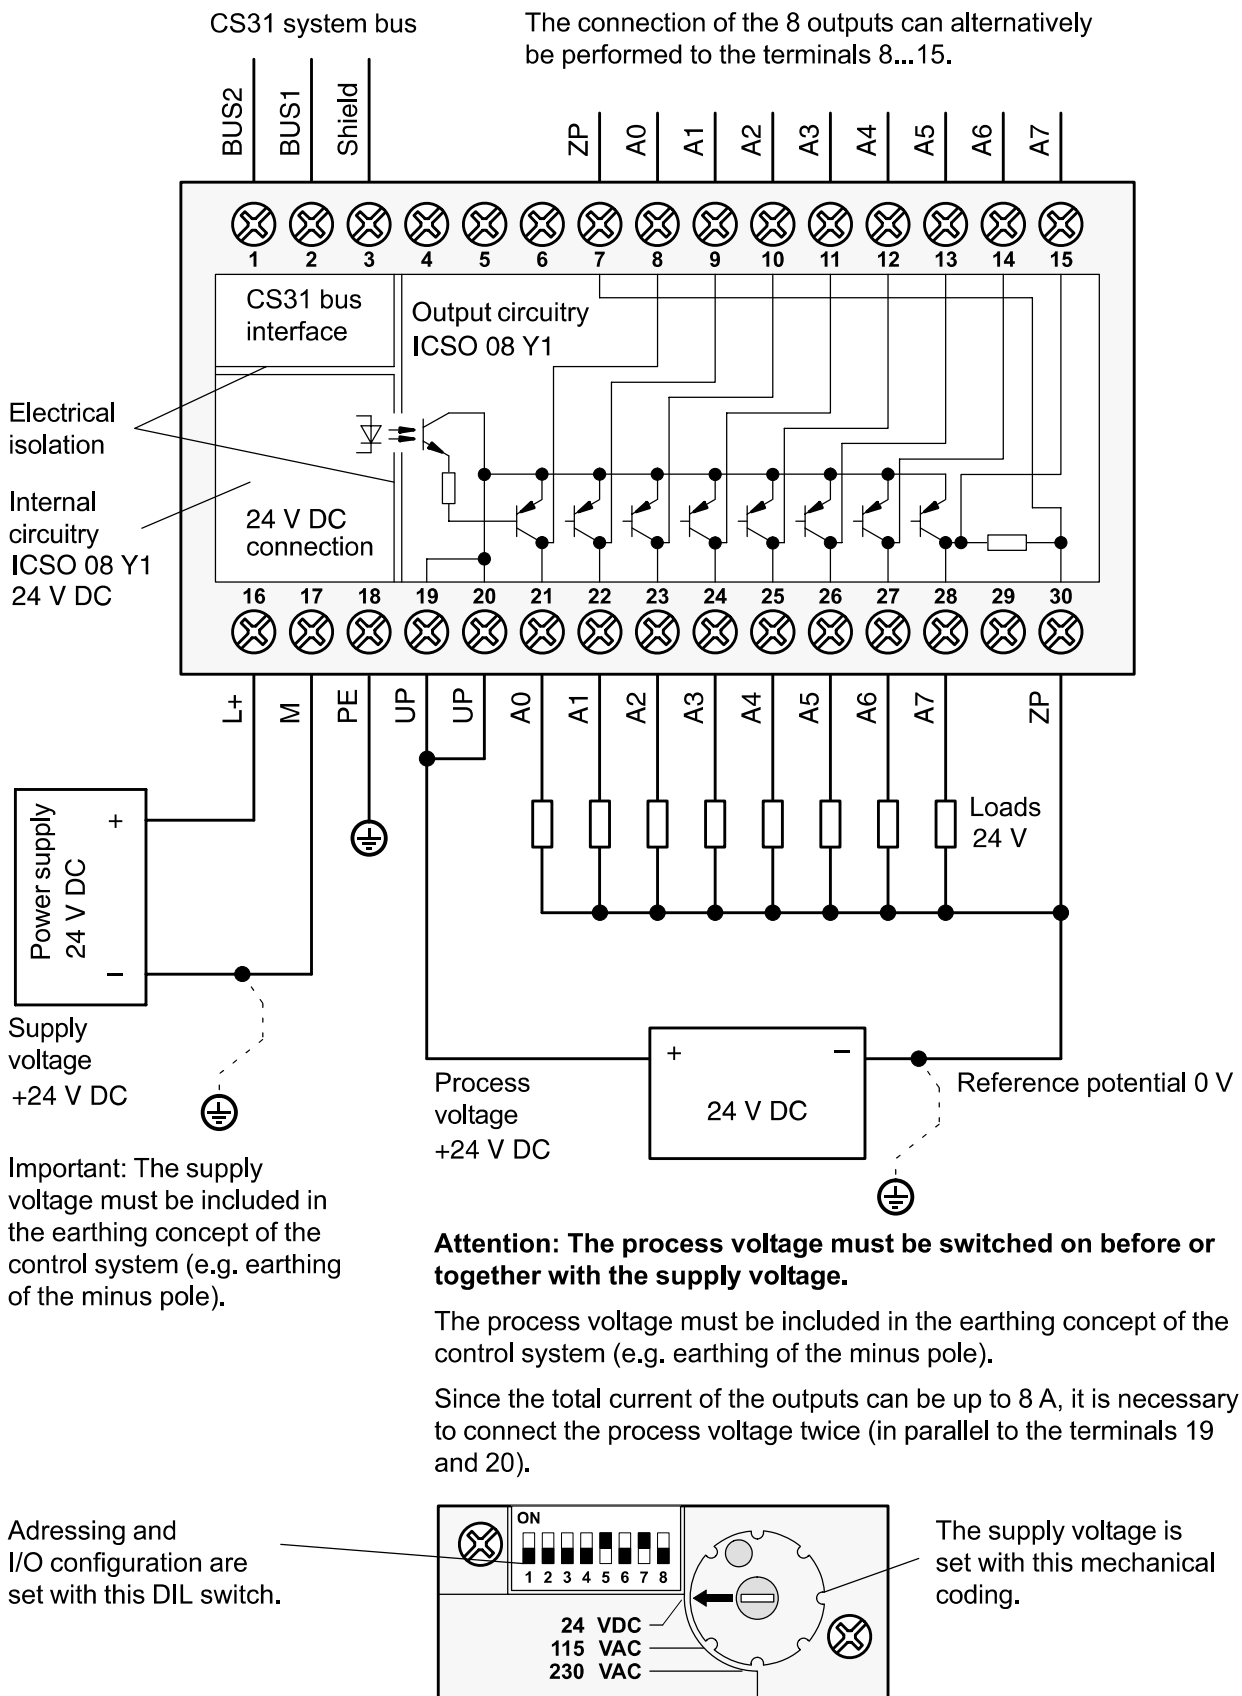 CS31 system bus
The connection of the 8 outputs can alternatively
be performed to the terminals 8...15.
BUS2
BUS1
Shield
ZP
A0
A1
A2
A3
A4
A5
A6
A7
1 2 3 4 5 6 7 8 9 10 11 12 13 14 15
CS31 bus
interface
Output circuitry
ICSO 08 Y1
Electrical
isolation
Internal
circuitry
ICSO 08 Y1
24 V DC
24 V DC
connection
16 17 18 19 20 21 22 23 24 25 26 27 28 29 30
L+
M
PE
UP
UP
A0
A1
A2
A3
A4
A5
A6
A7
ZP
Power supply
24 V DC
+
–
Loads
24 V
Supply
voltage
+24 V DC
Process
voltage
+24 V DC
+ –
24 V DC
Reference potential 0 V
Important: The supply
voltage must be included in
the earthing concept of the
control system (e.g. earthing
of the minus pole).
Attention: The process voltage must be switched on before or
together with the supply voltage.
The process voltage must be included in the earthing concept of the
control system (e.g. earthing of the minus pole).
Since the total current of the outputs can be up to 8 A, it is necessary
to connect the process voltage twice (in parallel to the terminals 19
and 20).
Adressing and
I/O configuration are
set with this DIL switch.
ON
1 2 3 4 5 6 7 8
24 VDC
115 VAC
230 VAC
The supply voltage is
set with this mechanical
coding.